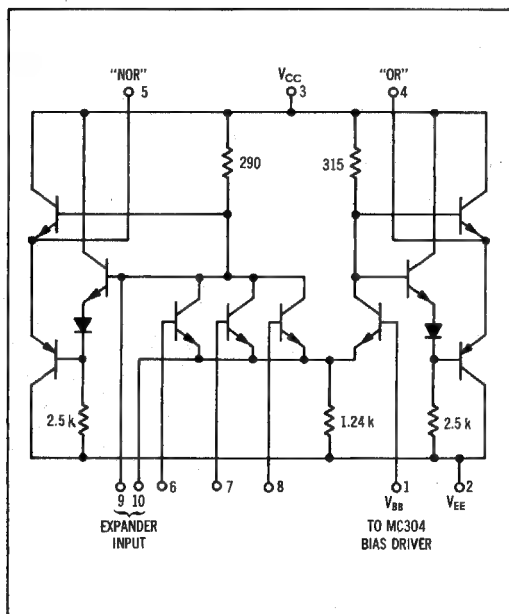 "NOR" VCC "OR"
5 3 4
290 315
2.5 k 1.24 k 2.5 k
9 10 6 7 8 1 2
VBB VEE
EXPANDER TO MC304
INPUT BIAS DRIVER